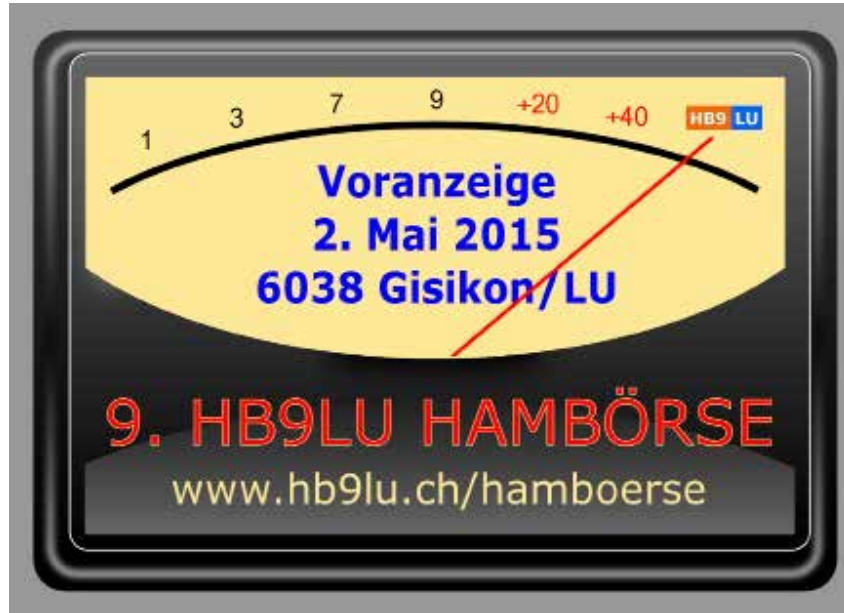 1 3 7 9 +20 +40 HB9 LU
Voranzeige
2. Mai 2015
6038 Gisikon/LU
9. HB9LU HAMBÖRSE
www.hb9lu.ch/hamboerse